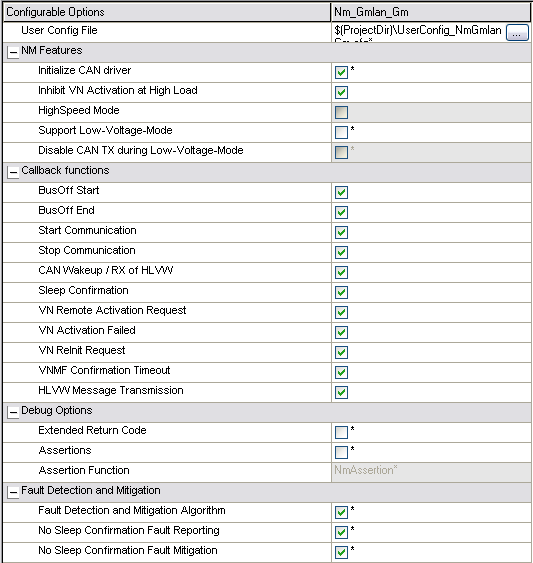 Configurable Options Nm_Gmlan_Gm
User Config File $(ProjectDir)\UserConfig_NmGmlan ...
NM Features
Initialize CAN driver *
Inhibit VN Activation at High Load
HighSpeed Mode
Support Low-Voltage-Mode *
Disable CAN TX during Low-Voltage-Mode *
Callback functions
BusOff Start
BusOff End
Start Communication
Stop Communication
CAN Wakeup / RX of HLVW
Sleep Confirmation
VN Remote Activation Request
VN Activation Failed
VN ReInit Request
VNMF Confirmation Timeout
HLVW Message Transmission
Debug Options
Extended Return Code *
Assertions *
Assertion Function NmAssertion*
Fault Detection and Mitigation
Fault Detection and Mitigation Algorithm *
No Sleep Confirmation Fault Reporting *
No Sleep Confirmation Fault Mitigation *